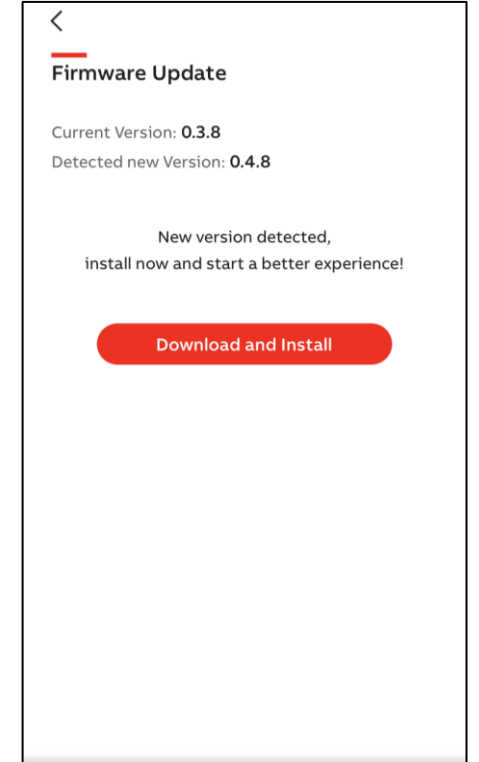 Firmware Update
Current Version: 0.3.8
Detected new Version: 0.4.8
New version detected,
install now and start a better experience!
Download and Install